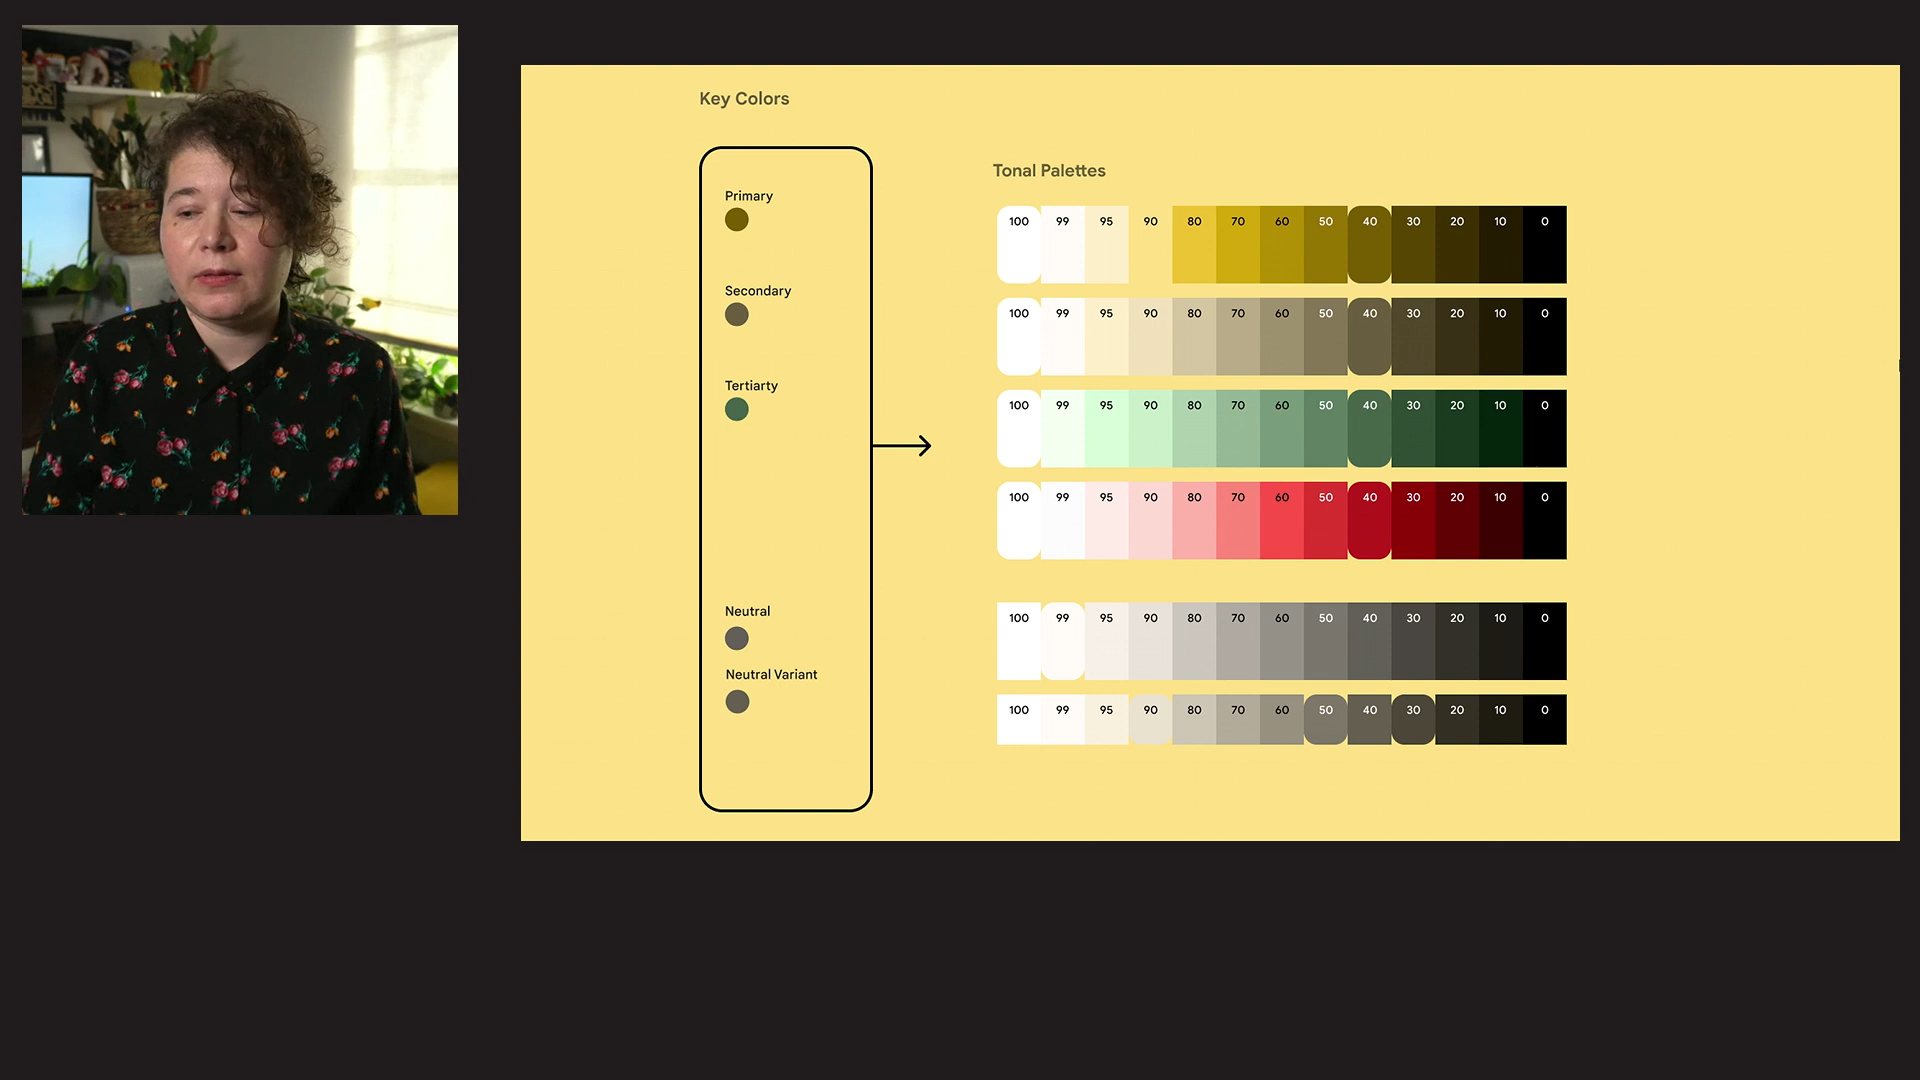 Key Colors
Primary
Secondary
Tertiarty
Neutral
Neutral Variant
Tonal Palettes
100 99 95 90 80 70 60 50 40 30 20 10 0
100 99 95 90 80 70 60 50 40 30 20 10 0
100 99 95 90 80 70 60 50 40 30 20 10 0
100 99 95 90 80 70 60 50 40 30 20 10 0
100 99 95 90 80 70 60 50 40 30 20 10 0
100 99 95 90 80 70 60 50 40 30 20 10 0